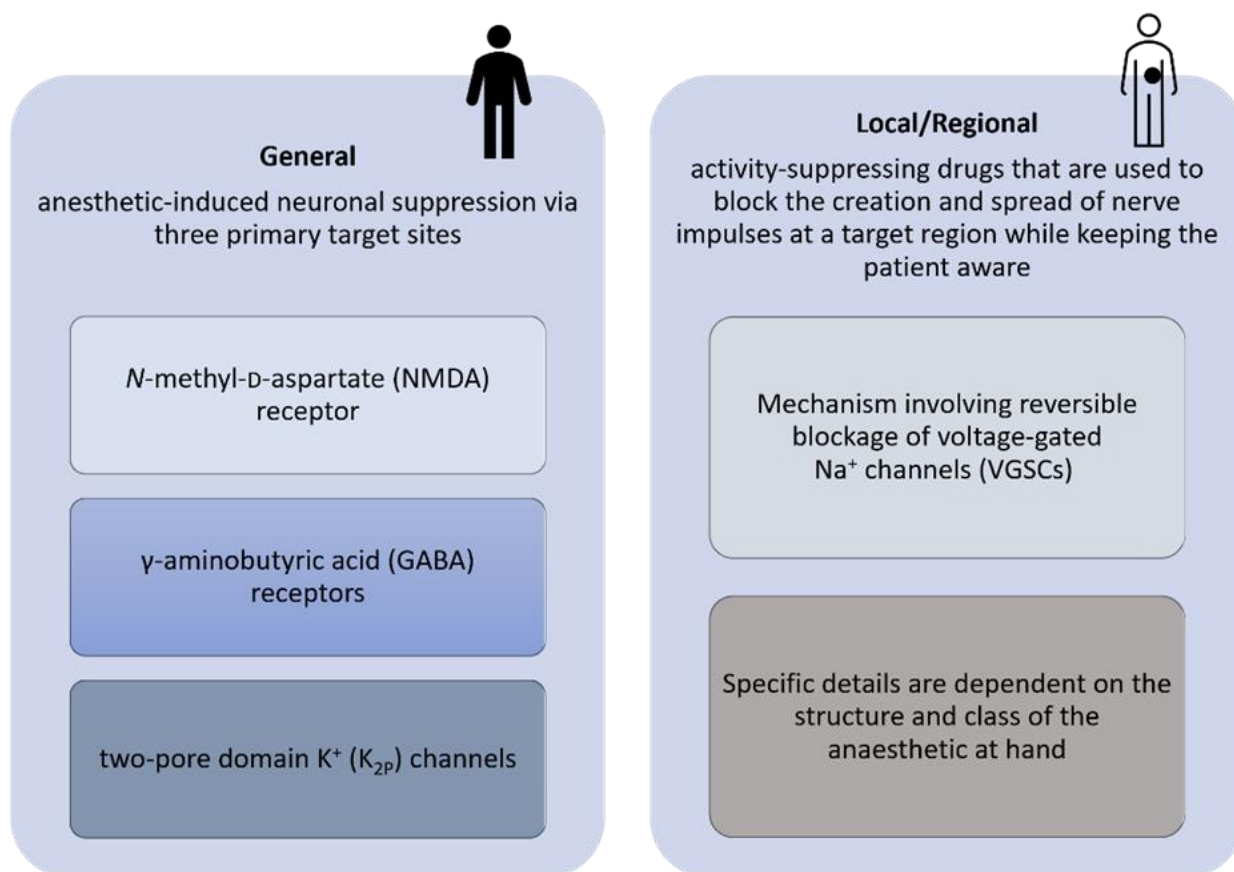 General
anesthetic-induced neuronal suppression via
three primary target sites
N-methyl-D-aspartate (NMDA)
receptor
γ-aminobutyric acid (GABA)
receptors
two-pore domain K⁺ (K₂P) channels
Local/Regional
activity-suppressing drugs that are used to
block the creation and spread of nerve
impulses at a target region while keeping the
patient aware
Mechanism involving reversible
blockage of voltage-gated
Na⁺ channels (VGSCs)
Specific details are dependent on the
structure and class of the
anaesthetic at hand